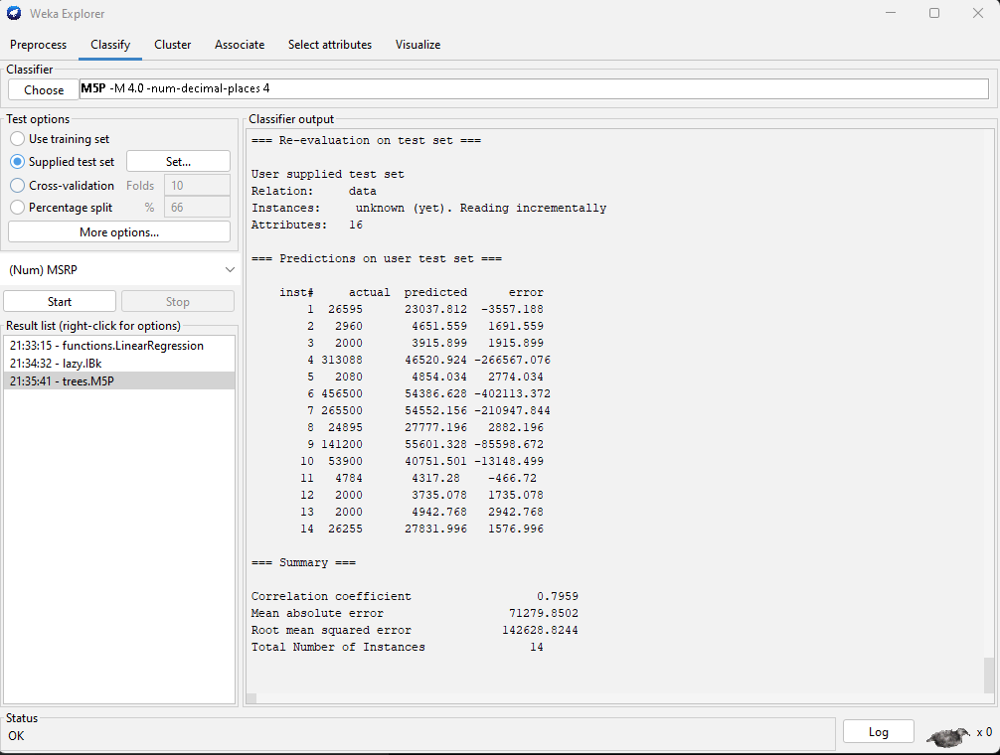 Weka Explorer
Preprocess Classify Cluster Associate Select attributes Visualize
Classifier
Choose M5P -M 4.0 -num-decimal-places 4
Test options
Use training set
Supplied test set Set...
Cross-validation Folds 10
Percentage split % 66
More options...
(Num) MSRP
Start Stop
Result list (right-click for options)
21:33:15 - functions.LinearRegression
21:34:32 - lazy.IBk
21:35:41 - trees.M5P
Classifier output
=== Re-evaluation on test set ===
User supplied test set
Relation: data
Instances: unknown (yet). Reading incrementally
Attributes: 16
=== Predictions on user test set ===
inst# actual predicted error
1 26595 23037.812 -3557.188
2 2960 4651.559 1691.559
3 2000 3915.899 1915.899
4 313088 46520.924 -266567.076
5 2080 4854.034 2774.034
6 456500 54386.628 -402113.372
7 265500 54552.156 -210947.844
8 24895 27777.196 2882.196
9 141200 55601.328 -85598.672
10 53900 40751.501 -13148.499
11 4784 4317.28 -466.72
12 2000 3735.078 1735.078
13 2000 4942.768 2942.768
14 26255 27831.996 1576.996
=== Summary ===
Correlation coefficient 0.7959
Mean absolute error 71279.8502
Root mean squared error 142628.8244
Total Number of Instances 14
Status
OK
Log x 0